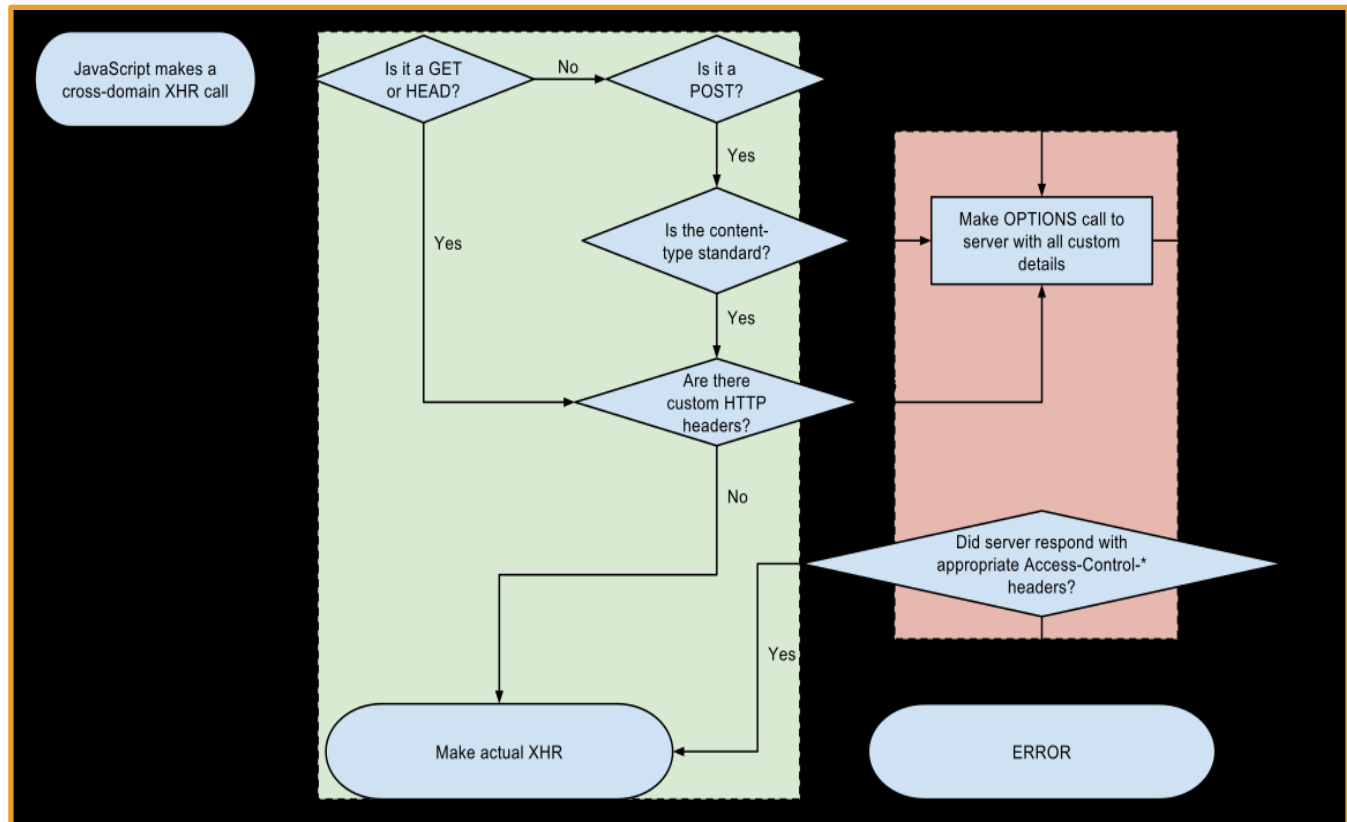 JavaScript makes a
cross-domain XHR call
Is it a GET
or HEAD?
No
Is it a
POST?
Yes
Yes
Is the content-
type standard?
Make OPTIONS call to
server with all custom
details
Yes
Are there
custom HTTP
headers?
No
Did server respond with
appropriate Access-Control-*
headers?
Yes
Make actual XHR
ERROR